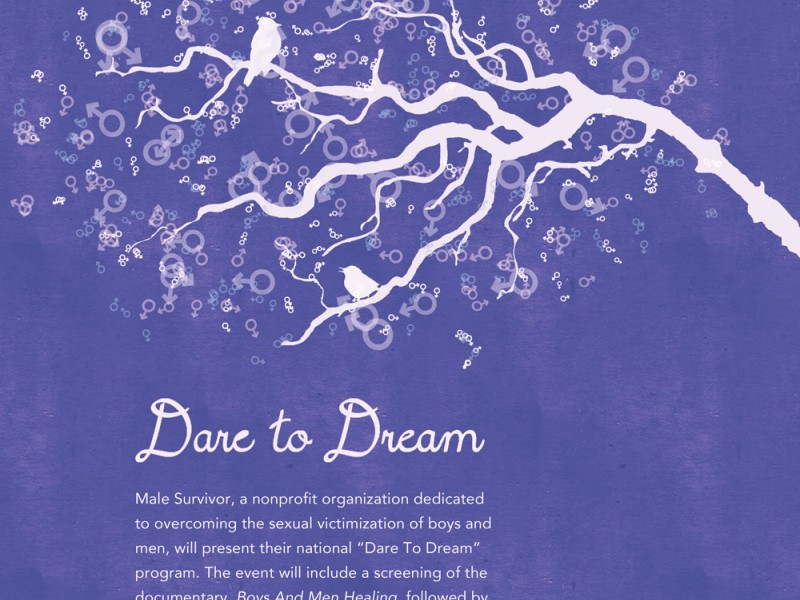 Dare to Dream
Male Survivor, a nonprofit organization dedicated
to overcoming the sexual victimization of boys and
men, will present their national “Dare To Dream”
program. The event will include a screening of the
documentary, Boys And Men Healing, followed by